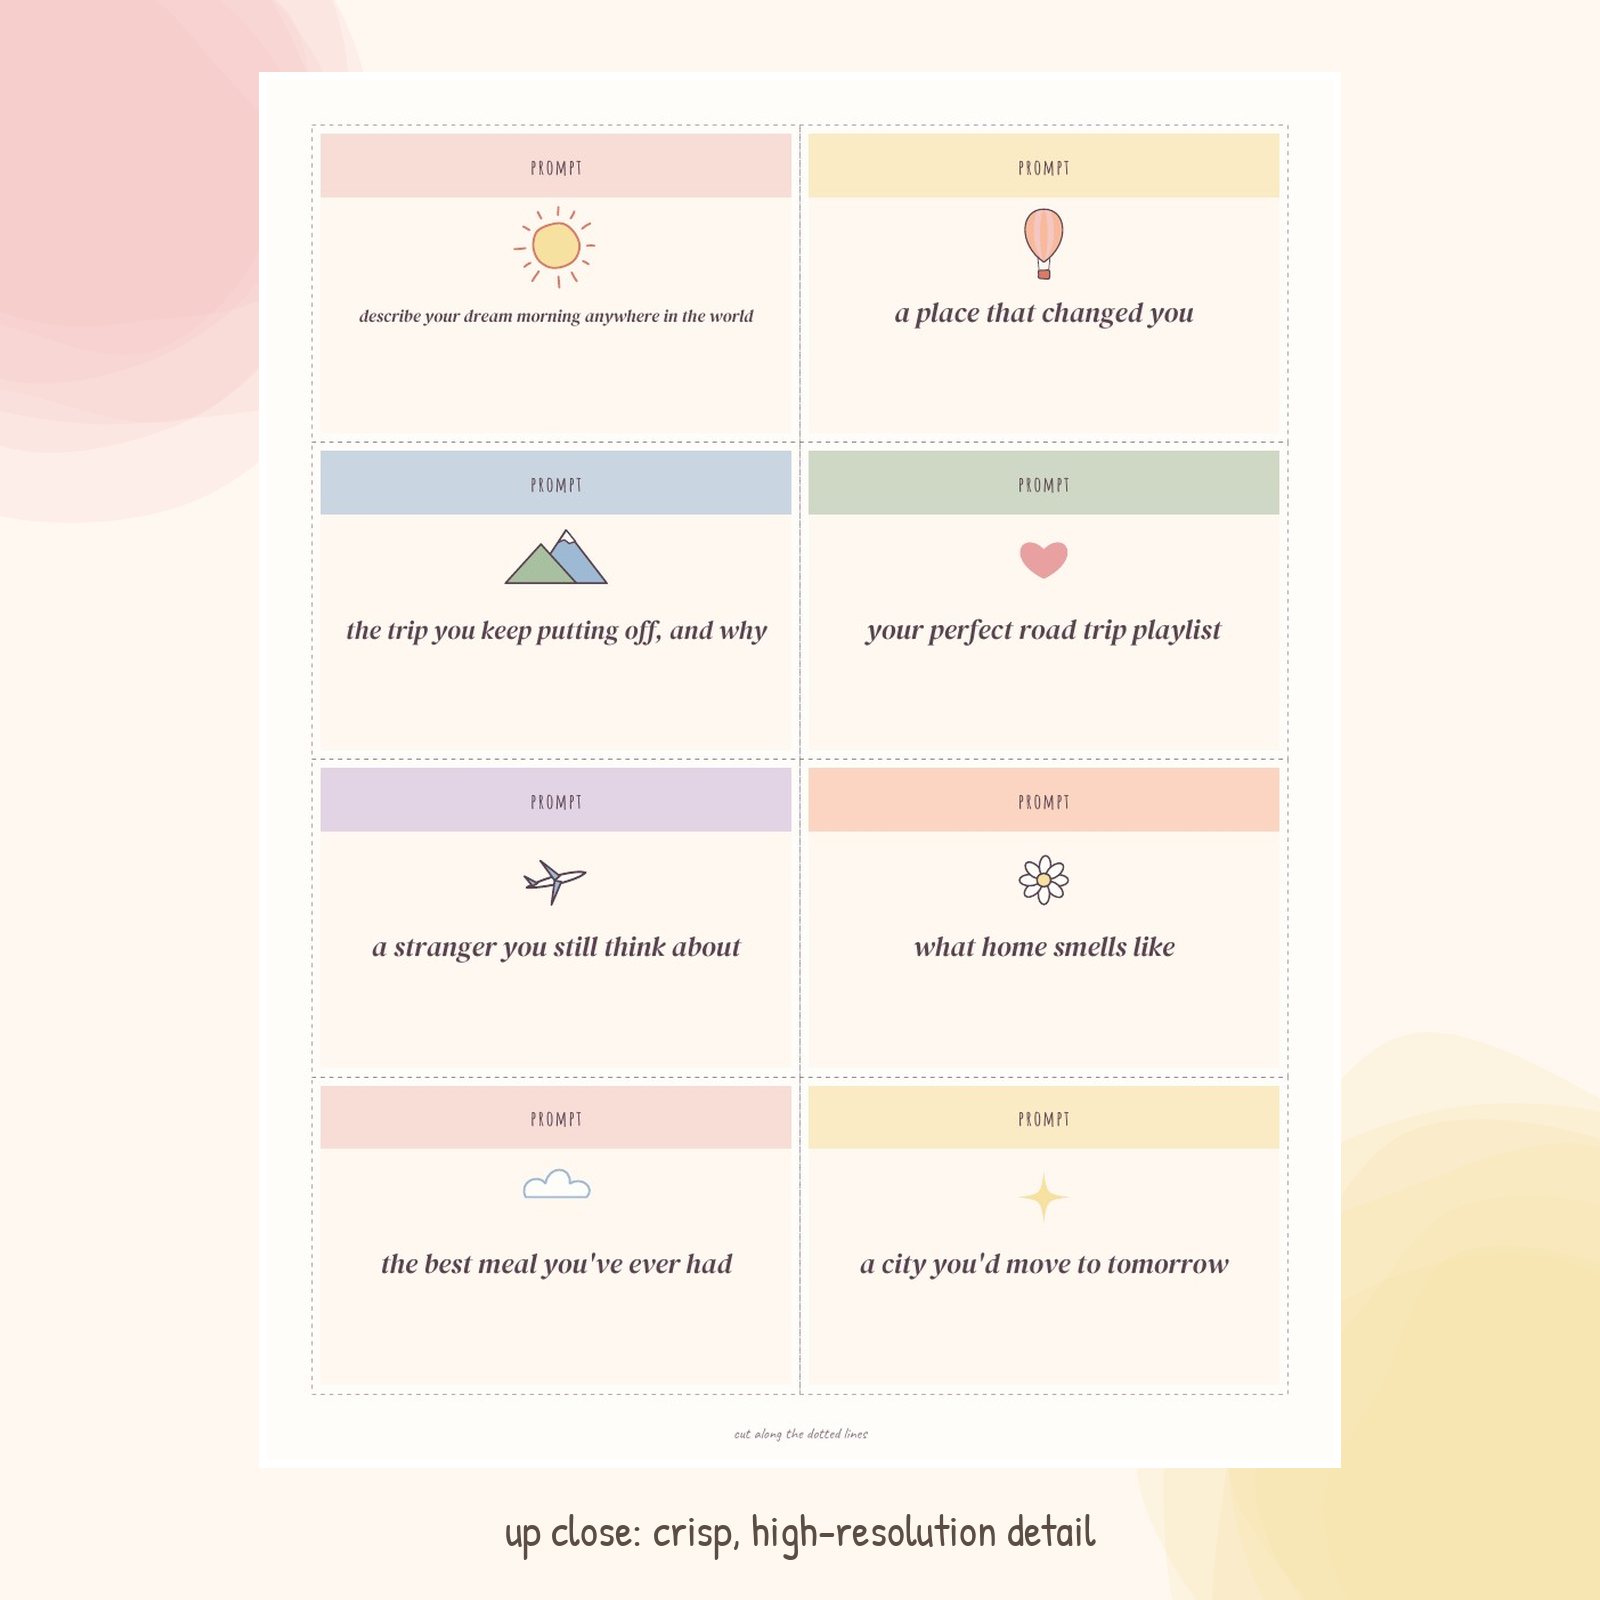 PROMPT
describe your dream morning anywhere in the world
PROMPT
a place that changed you
PROMPT
the trip you keep putting off, and why
PROMPT
your perfect road trip playlist
PROMPT
a stranger you still think about
PROMPT
what home smells like
PROMPT
the best meal you've ever had
PROMPT
a city you'd move to tomorrow
cut along the dotted lines
up close: crisp, high-resolution detail